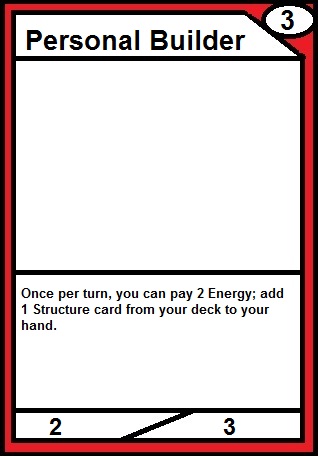 Personal Builder
3
Once per turn, you can pay 2 Energy; add
1 Structure card from your deck to your
hand.
2
3